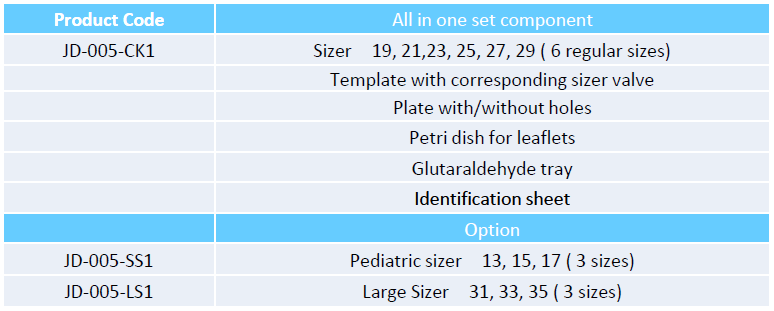 Product Code All in one set component
JD-005-CK1 Sizer 19, 21,23, 25, 27, 29 ( 6 regular sizes)
Template with corresponding sizer valve
Plate with/without holes
Petri dish for leaflets
Glutaraldehyde tray
Identification sheet
Option
JD-005-SS1 Pediatric sizer 13, 15, 17 ( 3 sizes)
JD-005-LS1 Large Sizer 31, 33, 35 ( 3 sizes)